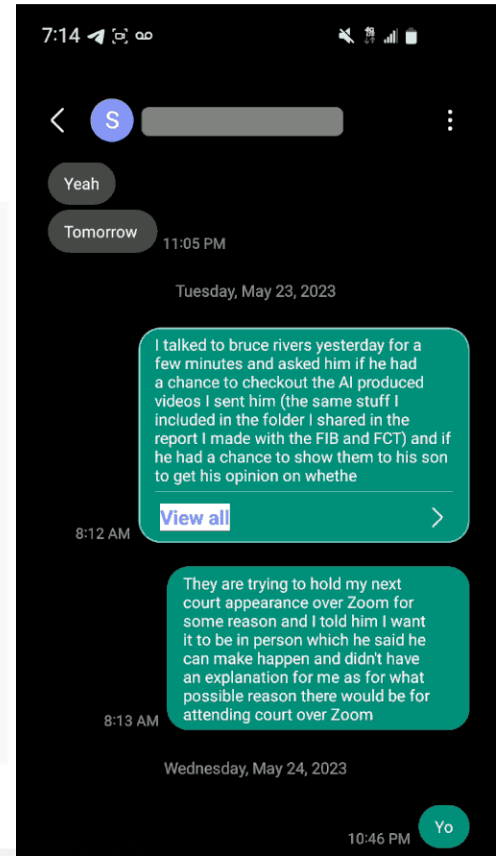 7:14
S
Yeah
Tomorrow
11:05 PM
Tuesday, May 23, 2023
I talked to bruce rivers yesterday for a
few minutes and asked him if he had
a chance to checkout the AI produced
videos I sent him (the same stuff I
included in the folder I shared in the
report I made with the FIB and FCT) and if
he had a chance to show them to his son
to get his opinion on whethe
View all
8:12 AM
They are trying to hold my next
court appearance over Zoom for
some reason and I told him I want
it to be in person which he said he
can make happen and didn't have
an explanation for me as for what
possible reason there would be for
attending court over Zoom
8:13 AM
Wednesday, May 24, 2023
Yo
10:46 PM